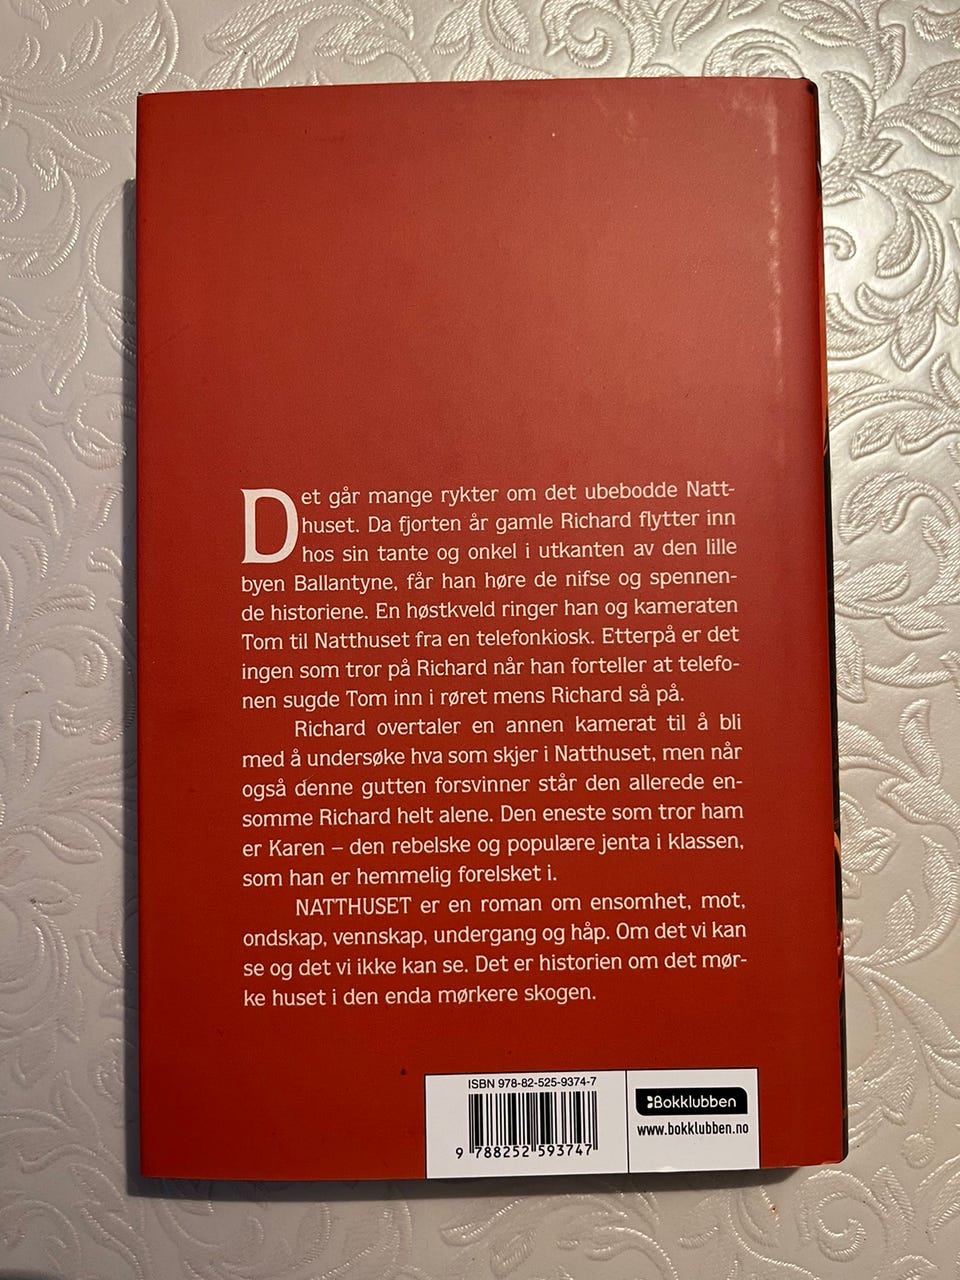 Det går mange rykter om det ubebodde Natt-
huset. Da fjorten år gamle Richard flytter inn
hos sin tante og onkel i utkanten av den lille
byen Ballantyne, får han høre de nifse og spennen-
de historiene. En høstkveld ringer han og kameraten
Tom til Natthuset fra en telefonkiosk. Etterpå er det
ingen som tror på Richard når han forteller at telefo-
nen sugde Tom inn i røret mens Richard så på.
Richard overtaler en annen kamerat til å bli
med å undersøke hva som skjer i Natthuset, men når
også denne gutten forsvinner står den allerede en-
somme Richard helt alene. Den eneste som tror ham
er Karen – den rebelske og populære jenta i klassen,
som han er hemmelig forelsket i.
NATTHUSET er en roman om ensomhet, mot,
ondskap, vennskap, undergang og håp. Om det vi kan
se og det vi ikke kan se. Det er historien om det mør-
ke huset i den enda mørkere skogen.
ISBN 978-82-525-9374-7
9 788252 593747
Bokklubben
www.bokklubben.no